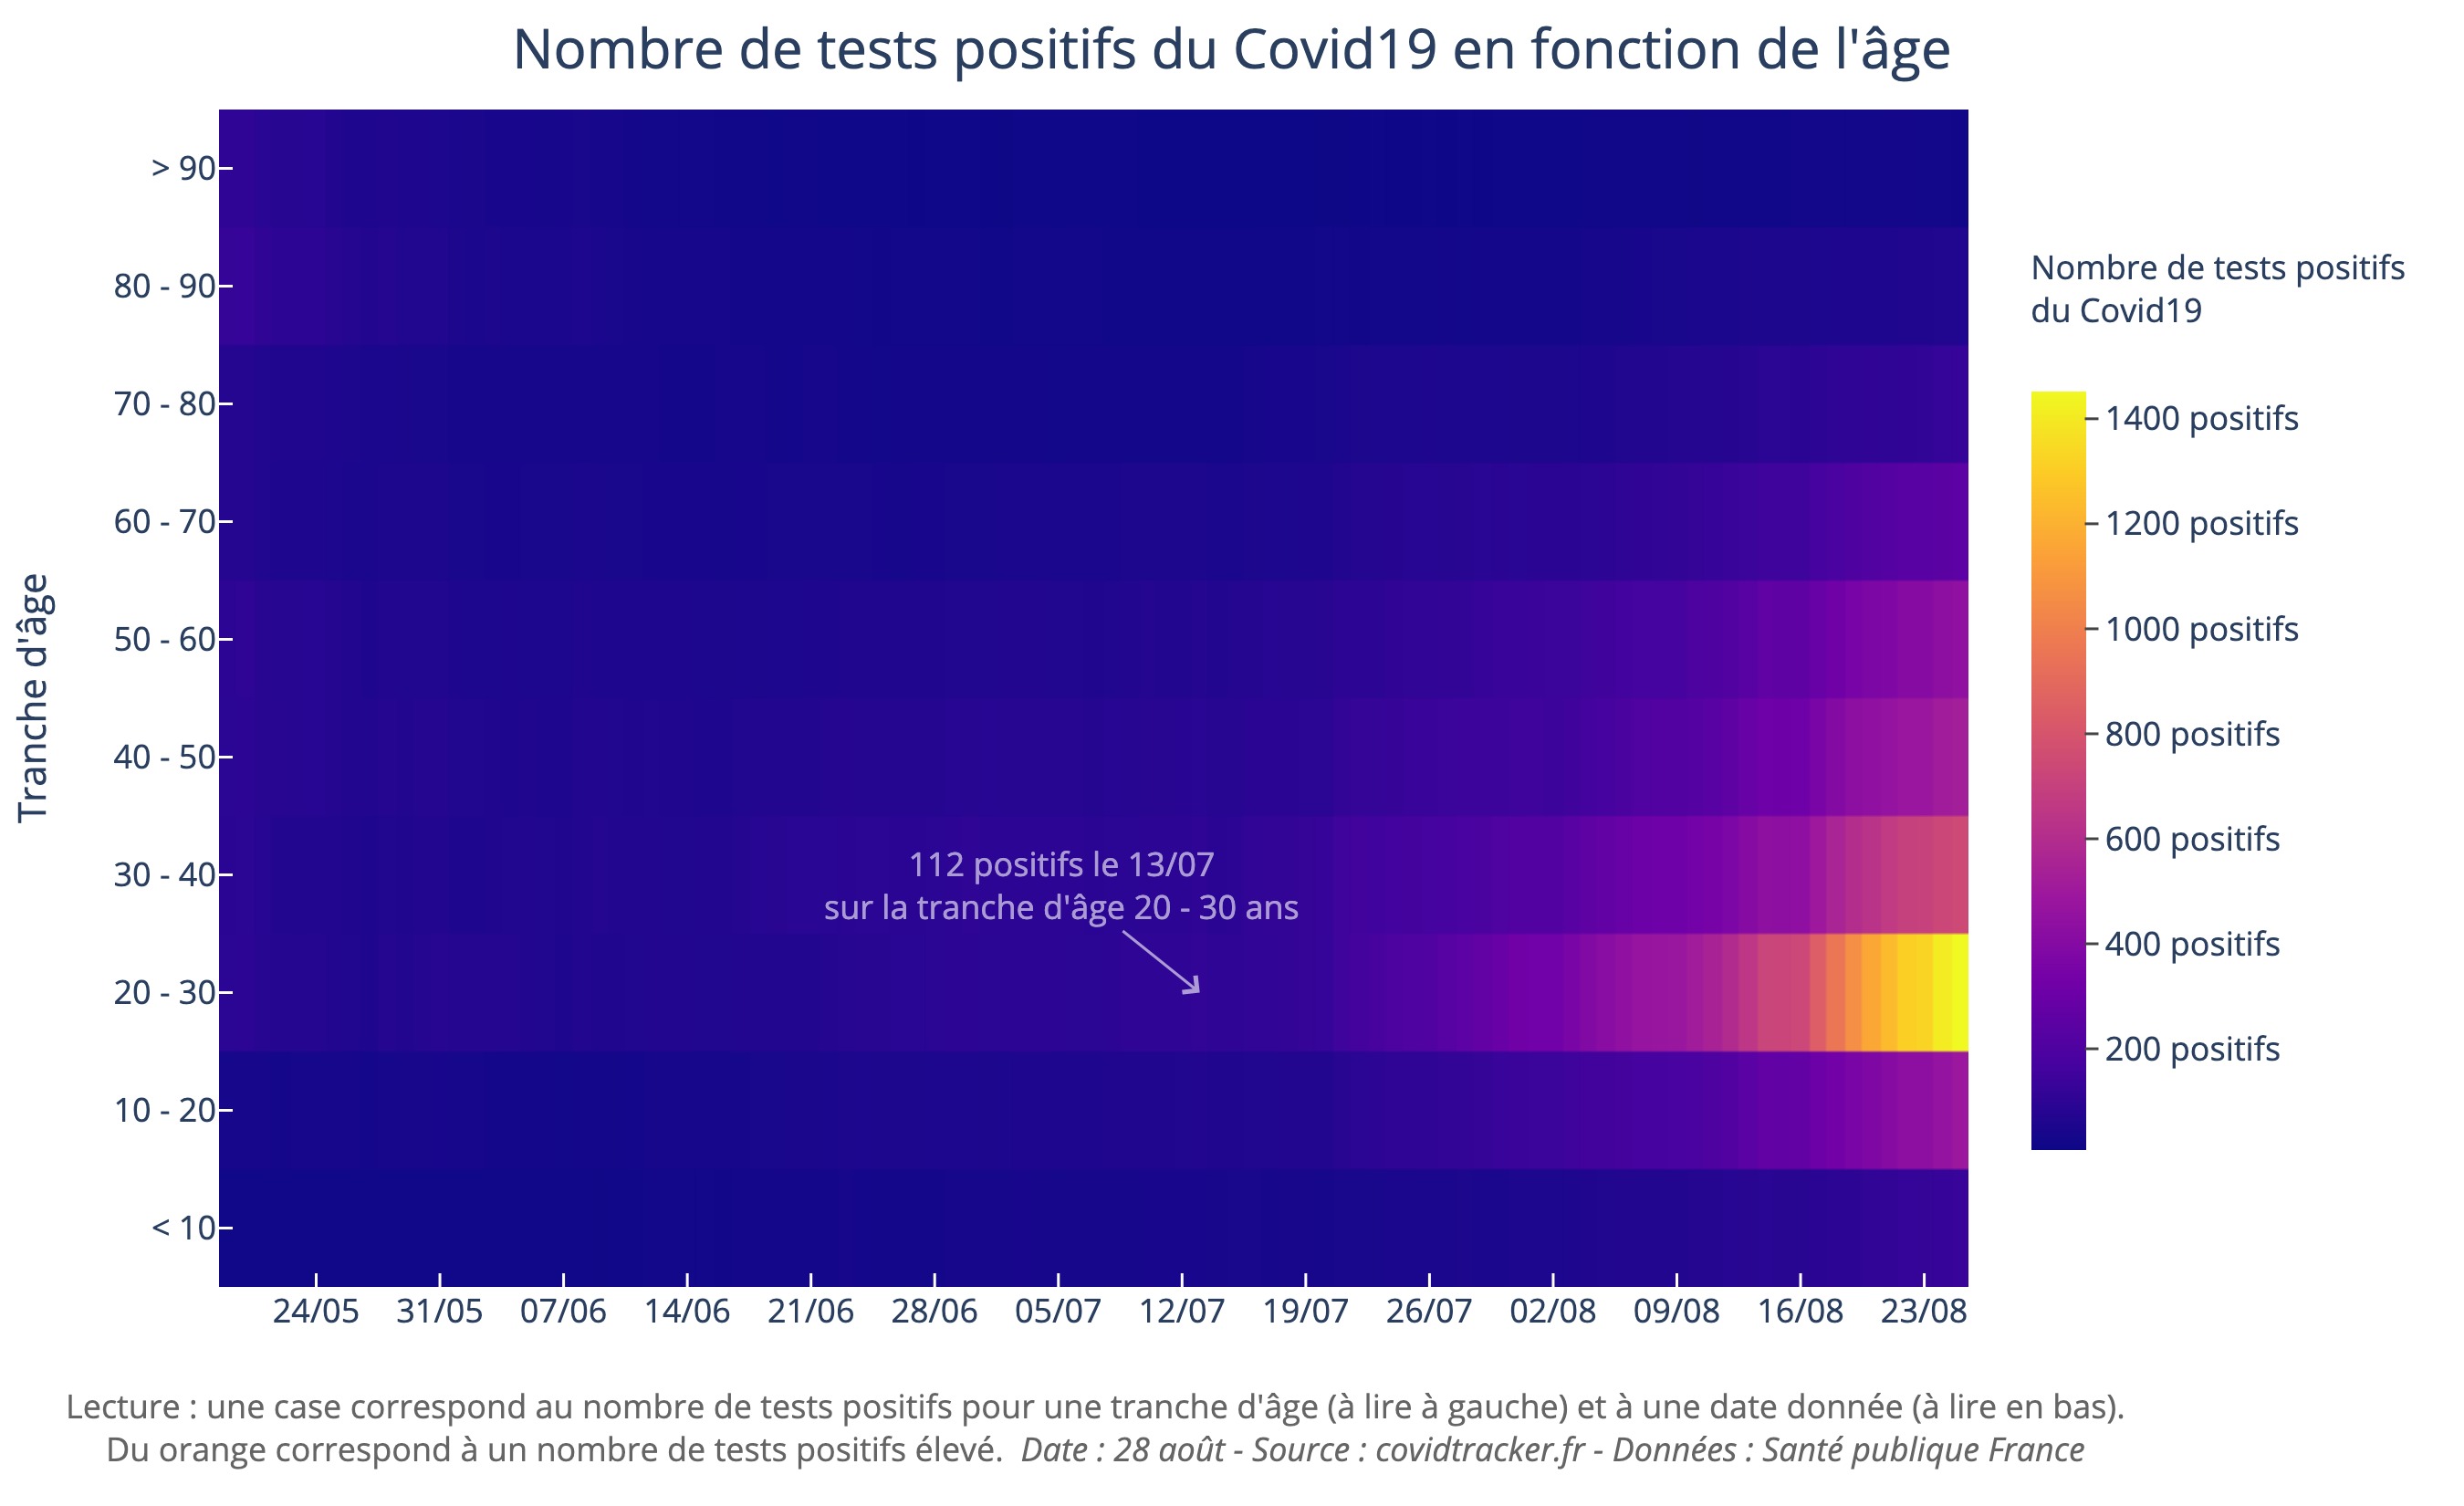 Nombre de tests positifs du Covid19 en fonction de l'âge
Tranche d'âge
> 90
80 - 90
70 - 80
60 - 70
50 - 60
40 - 50
30 - 40
20 - 30
10 - 20
< 10
112 positifs le 13/07
sur la tranche d'âge 20 - 30 ans
24/05 31/05 07/06 14/06 21/06 28/06 05/07 12/07 19/07 26/07 02/08 09/08 16/08 23/08
Nombre de tests positifs
du Covid19
1400 positifs
1200 positifs
1000 positifs
800 positifs
600 positifs
400 positifs
200 positifs
Lecture : une case correspond au nombre de tests positifs pour une tranche d'âge (à lire à gauche) et à une date donnée (à lire en bas).
Du orange correspond à un nombre de tests positifs élevé. Date : 28 août - Source : covidtracker.fr - Données : Santé publique France